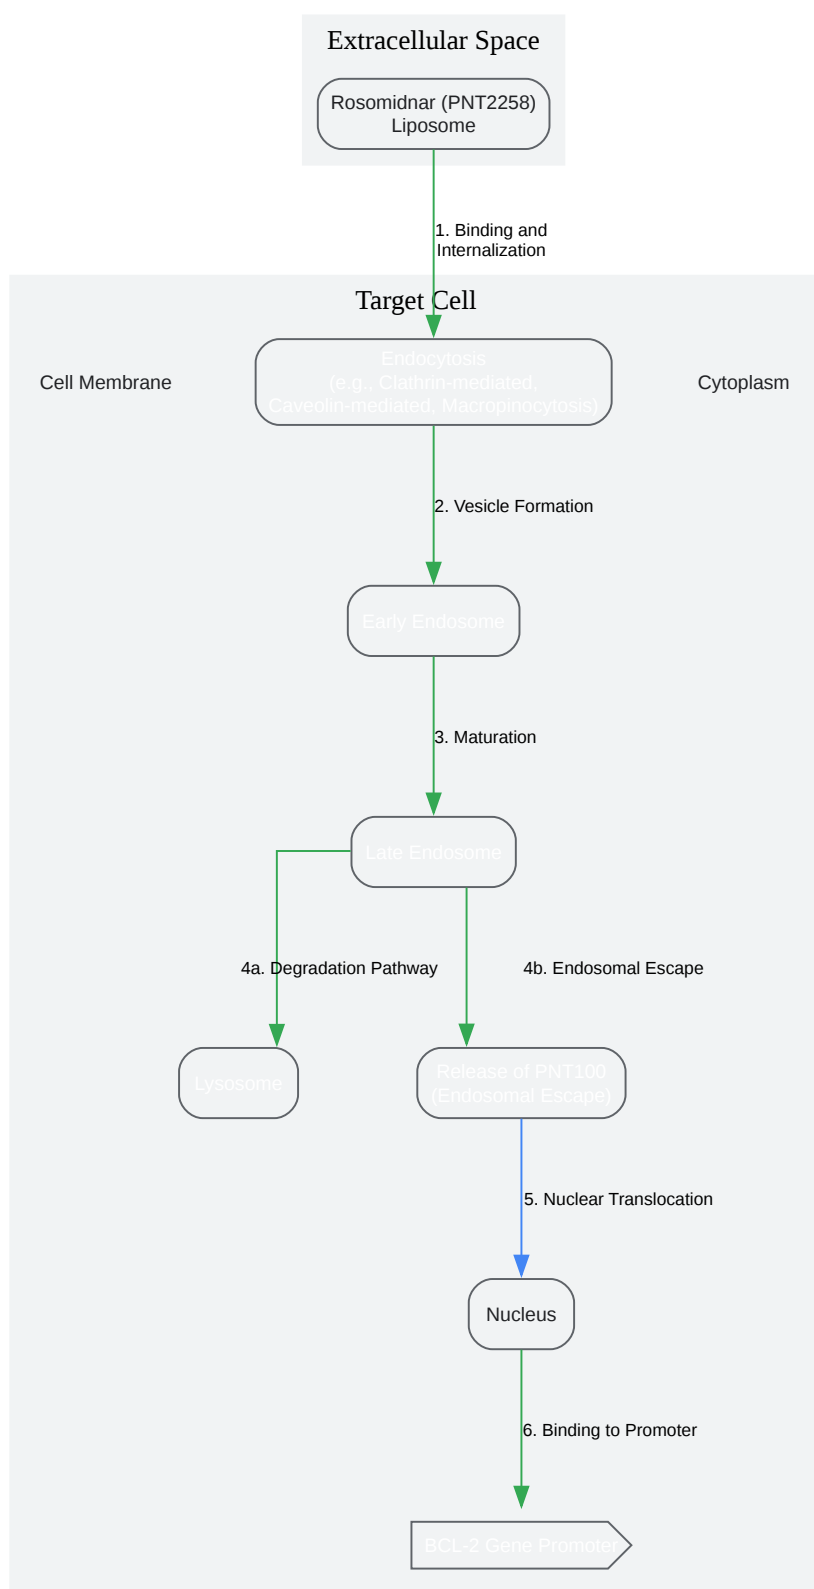 Extracellular Space
Rosomidnar (PNT2258)
Liposome
1. Binding and
Internalization
Target Cell
Cell Membrane
Endocytosis
(e.g., Clathrin-mediated,
Caveolin-mediated, Macropinocytosis)
Cytoplasm
2. Vesicle Formation
Early Endosome
3. Maturation
Late Endosome
4a. Degradation Pathway
4b. Endosomal Escape
Lysosome
Release of PNT100
(Endosomal Escape)
5. Nuclear Translocation
Nucleus
6. Binding to Promoter
BCL-2 Gene Promoter